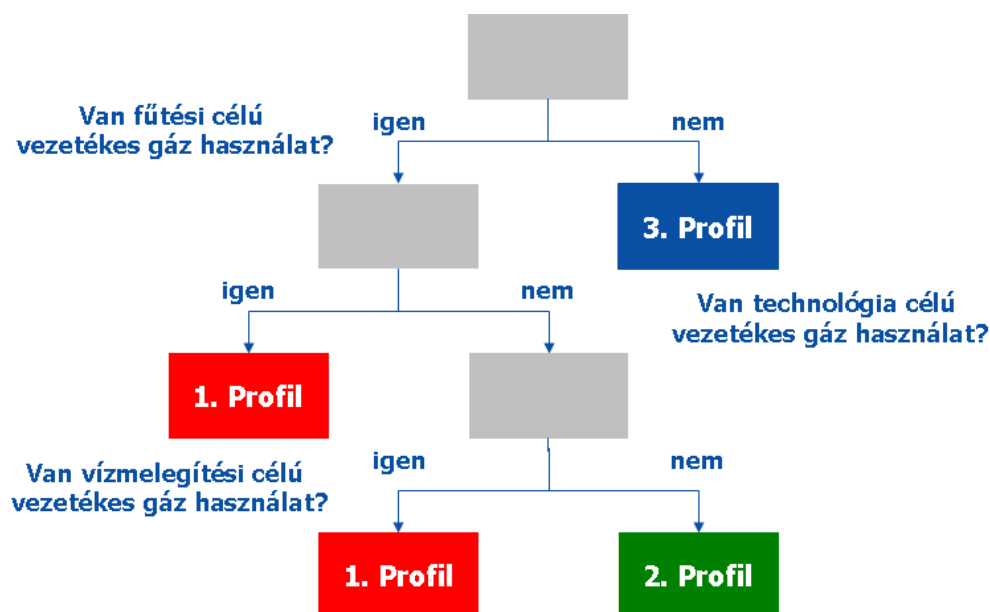 Van fűtési célú
vezetékes gáz használat?
igen
nem
3. Profil
igen
nem
Van technológia célú
vezetékes gáz használat?
1. Profil
Van vízmelegítési célú
vezetékes gáz használat?
igen
nem
1. Profil
2. Profil